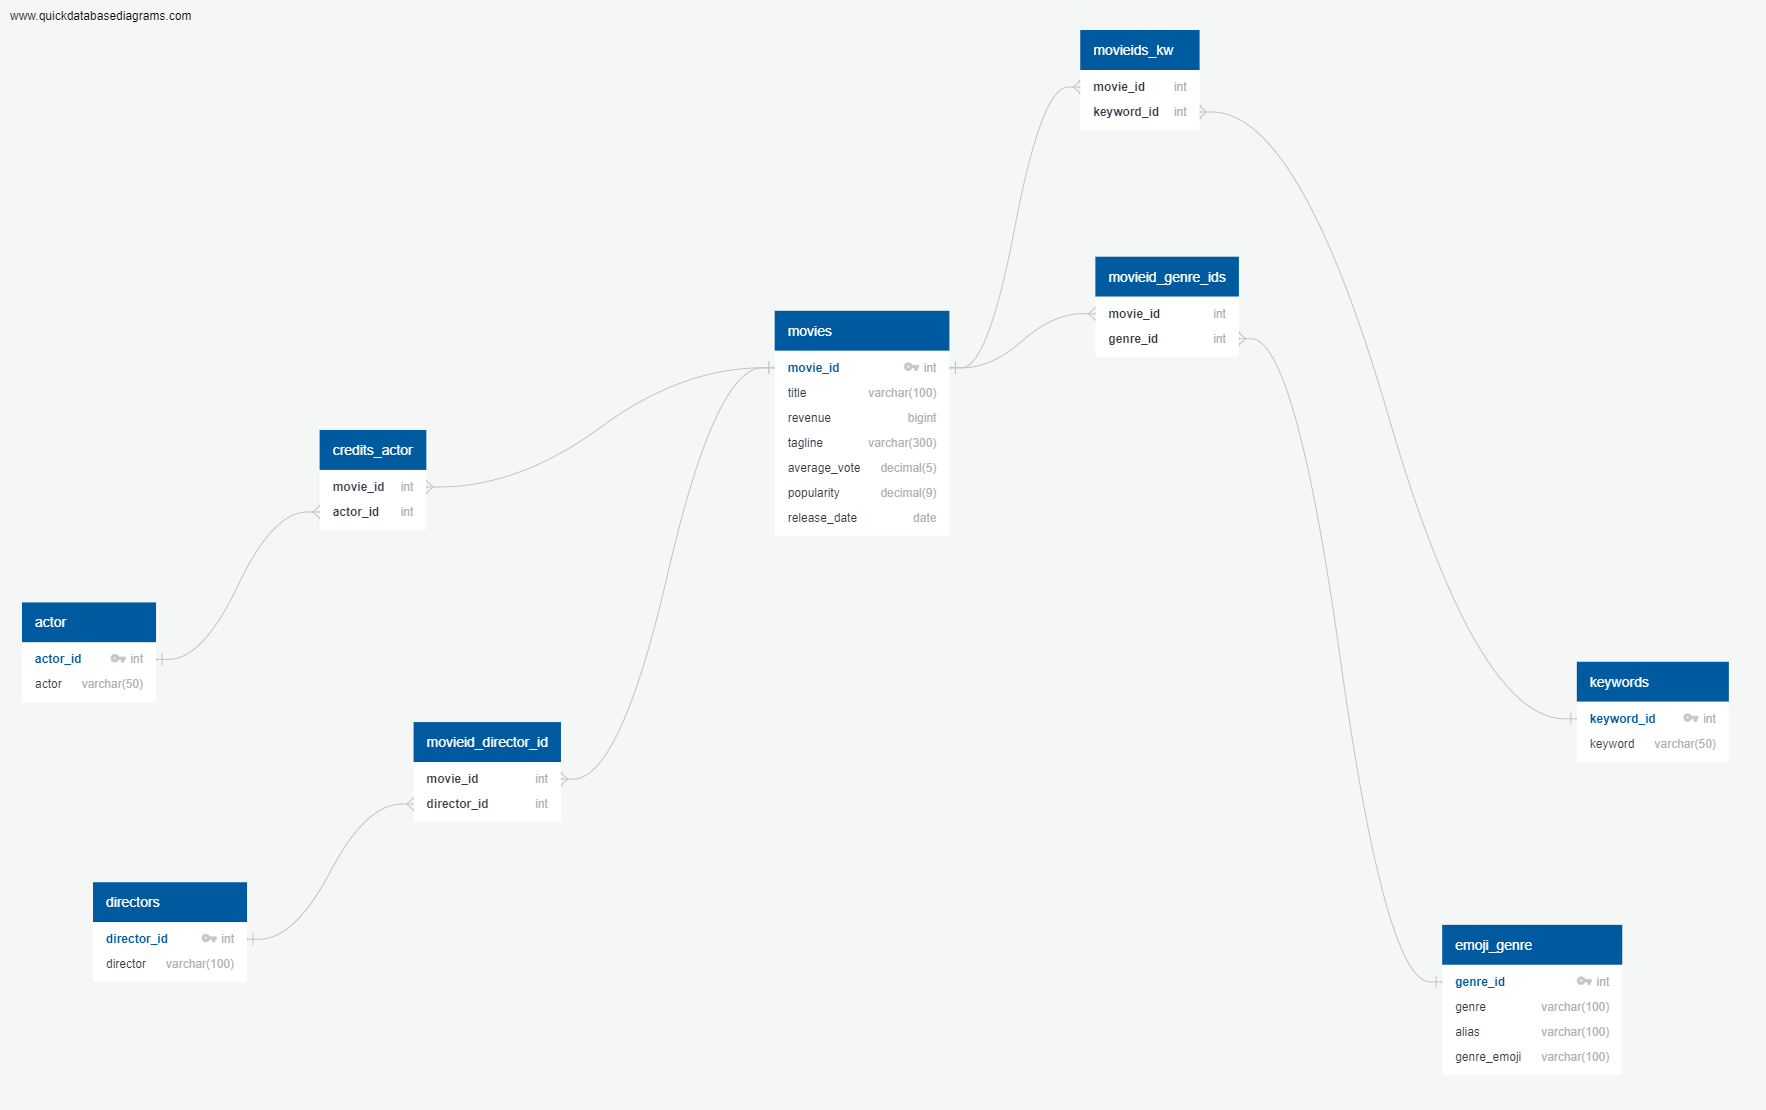 www.quickdatabasediagrams.com
movieids_kw
movie_id int
keyword_id int
movieid_genre_ids
movie_id int
genre_id int
movies
movie_id int
title varchar(100)
revenue bigint
tagline varchar(300)
average_vote decimal(5)
popularity decimal(9)
release_date date
credits_actor
movie_id int
actor_id int
actor
actor_id int
actor varchar(50)
movieid_director_id
movie_id int
director_id int
directors
director_id int
director varchar(100)
keywords
keyword_id int
keyword varchar(50)
emoji_genre
genre_id int
genre varchar(100)
alias varchar(100)
genre_emoji varchar(100)